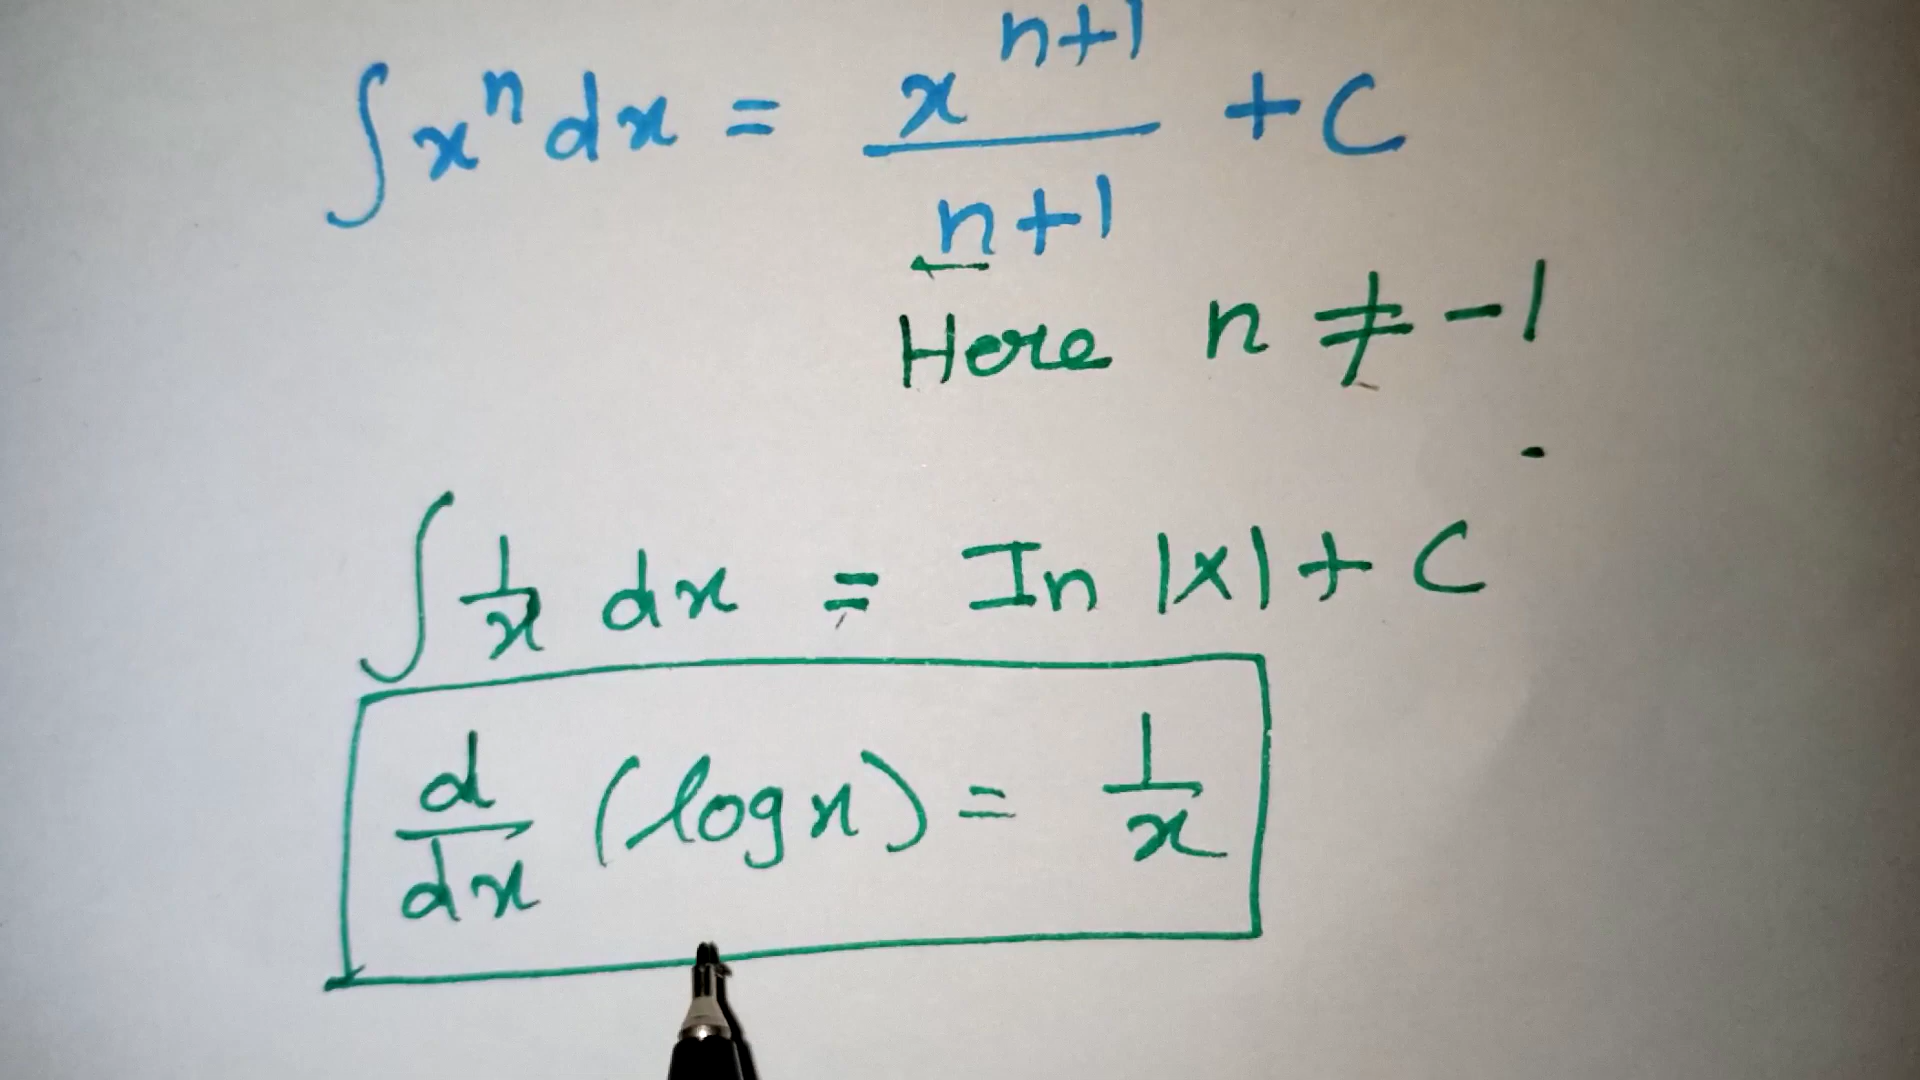 ∫xⁿdx = xⁿ⁺¹/n+1 + C
Here n ≠ -1
∫1/x dx = In |x| + C
d/dx (log x) = 1/x